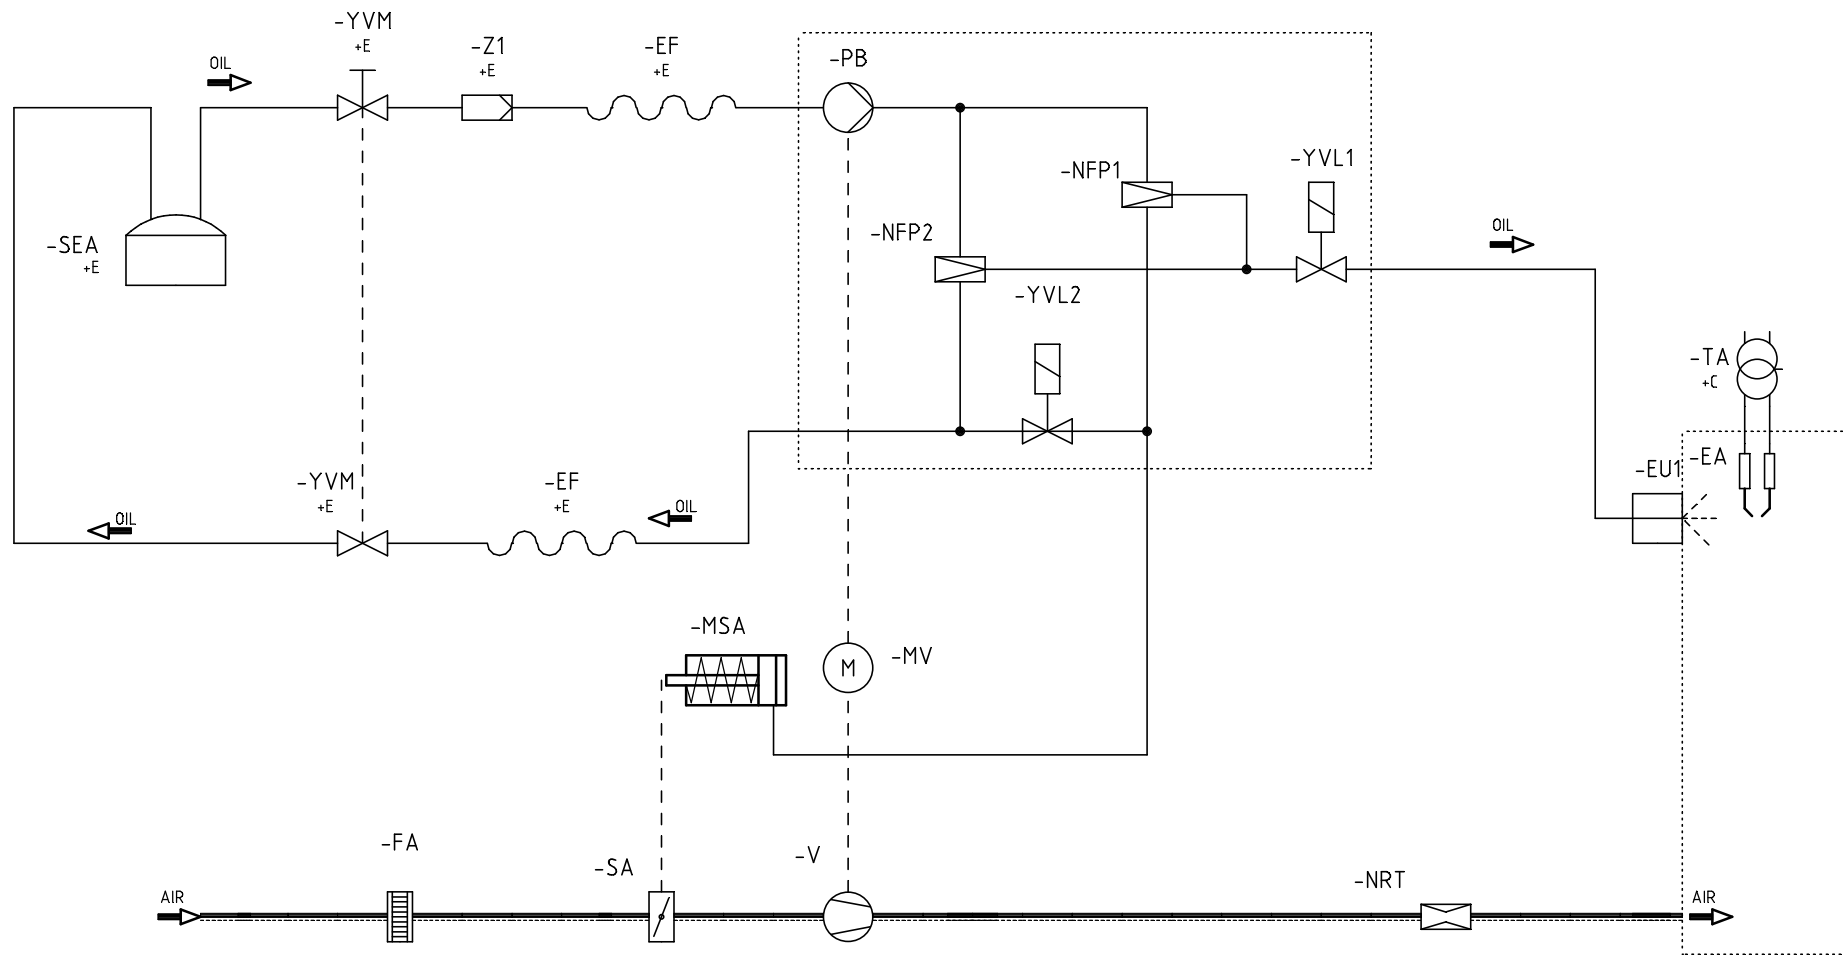 -YVM
+E
-Z1
+E
-EF
+E
-PB
OIL
-NFP1
-YVL1
-SEA
+E
-NFP2
OIL
-YVL2
-TA
+C
-YVM
+E
-EF
+E
-EU1
-EA
OIL
OIL
-MSA
M
-MV
-FA
-SA
-V
-NRT
AIR
AIR